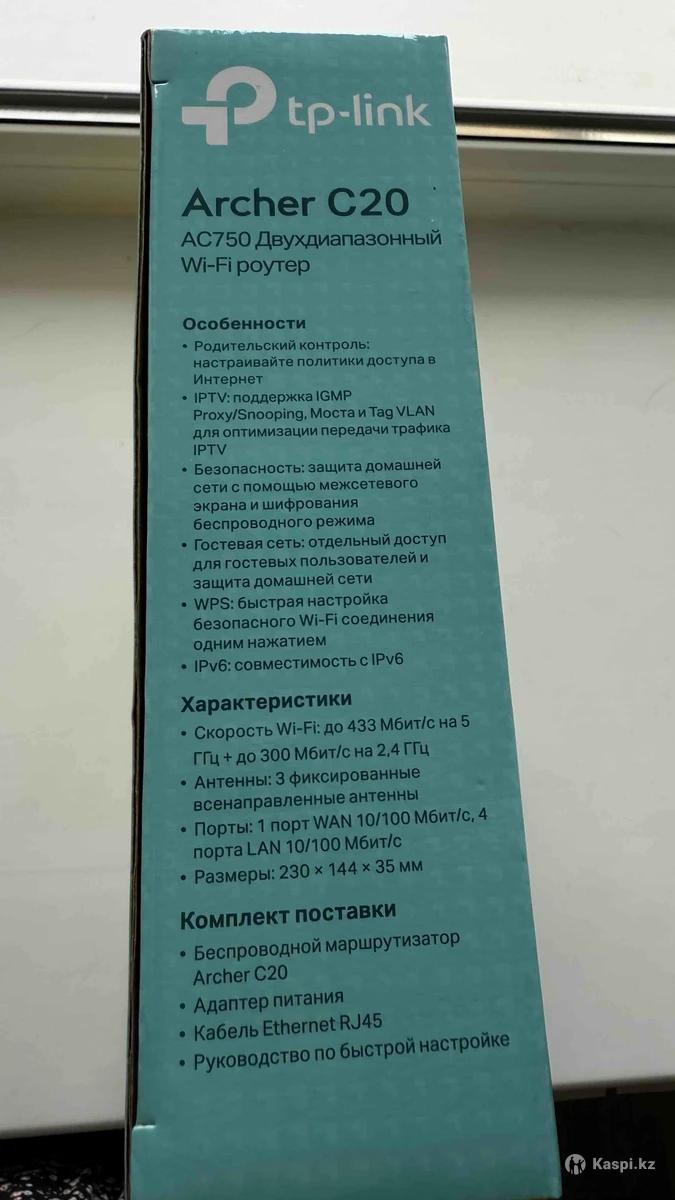 tp-link
Archer C20
AC750 Двухдиапазонный
Wi-Fi роутер
Особенности
• Родительский контроль:
настраивайте политики доступа в
Интернет
• IPTV: поддержка IGMP
Proxy/Snooping, Моста и Tag VLAN
для оптимизации передачи трафика
IPTV
• Безопасность: защита домашней
сети с помощью межсетевого
экрана и шифрования
беспроводного режима
• Гостевая сеть: отдельный доступ
для гостевых пользователей и
защита домашней сети
• WPS: быстрая настройка
безопасного Wi-Fi соединения
одним нажатием
• IPv6: совместимость с IPv6
Характеристики
• Скорость Wi-Fi: до 433 Мбит/с на 5
ГГц + до 300 Мбит/с на 2,4 ГГц
• Антенны: 3 фиксированные
всенаправленные антенны
• Порты: 1 порт WAN 10/100 Мбит/с, 4
порта LAN 10/100 Мбит/с
• Размеры: 230 × 144 × 35 мм
Комплект поставки
• Беспроводной маршрутизатор
Archer C20
• Адаптер питания
• Кабель Ethernet RJ45
• Руководство по быстрой настройке
Kaspi.kz